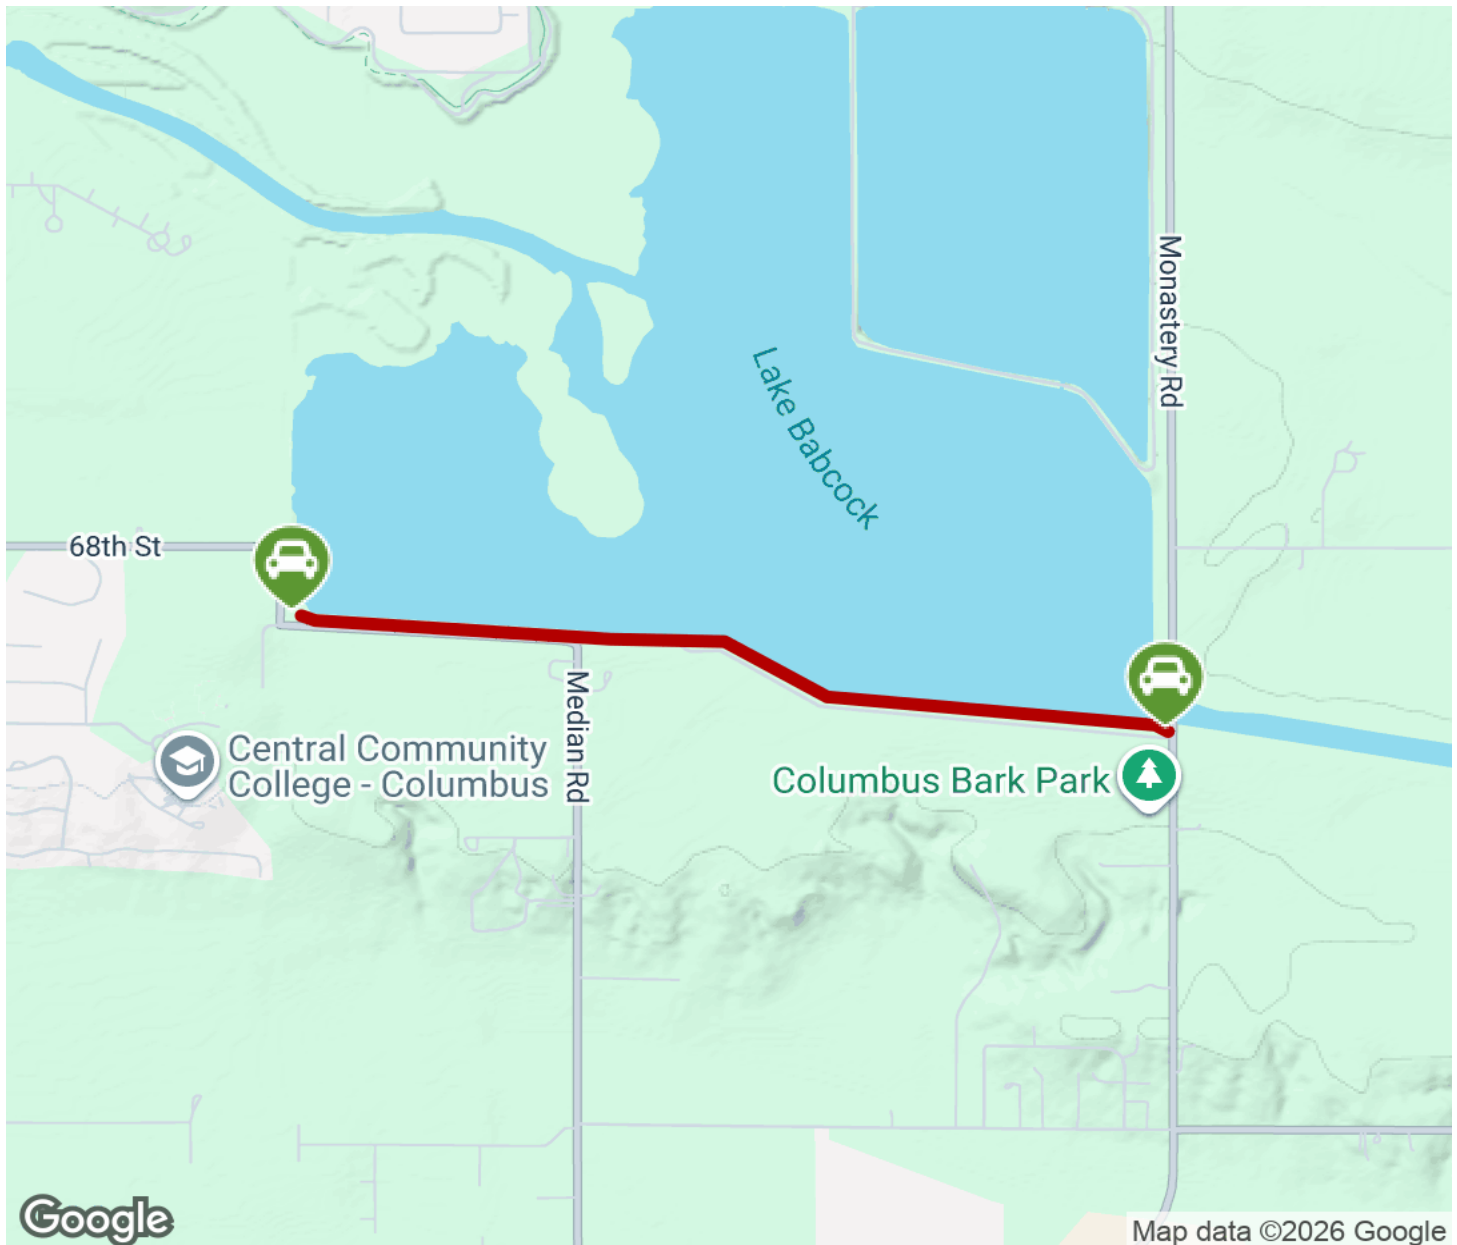 Monastery Rd
Lake Babcock
68th St
Median Rd
Central Community
College - Columbus
Columbus Bark Park
Google
Map data ©2026 Google